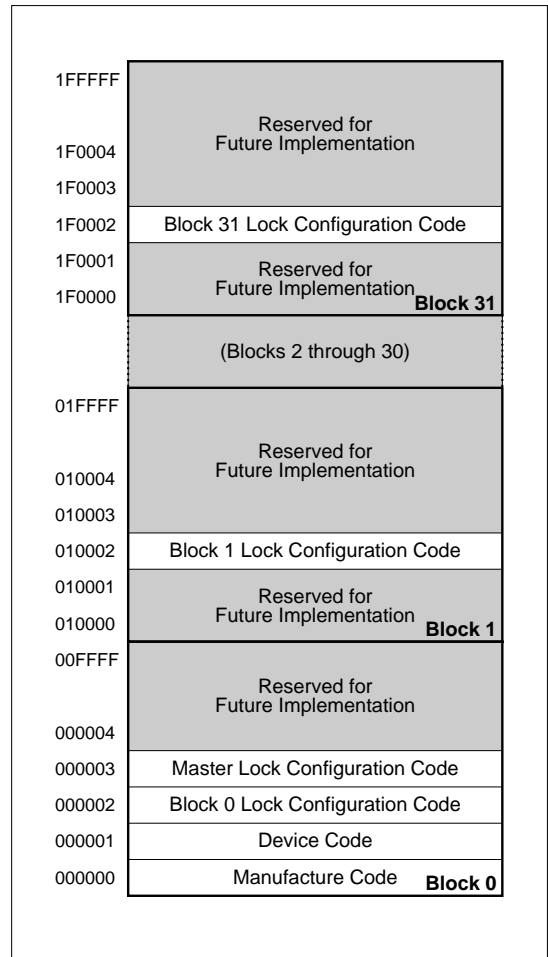 1FFFFF
Reserved for
Future Implementation
1F0004
1F0003
1F0002 Block 31 Lock Configuration Code
1F0001
Reserved for
Future Implementation
1F0000
Block 31
(Blocks 2 through 30)
01FFFF
Reserved for
Future Implementation
010004
010003
010002 Block 1 Lock Configuration Code
010001
Reserved for
Future Implementation
010000
Block 1
00FFFF
Reserved for
Future Implementation
000004
000003 Master Lock Configuration Code
000002 Block 0 Lock Configuration Code
000001 Device Code
000000 Manufacture Code Block 0